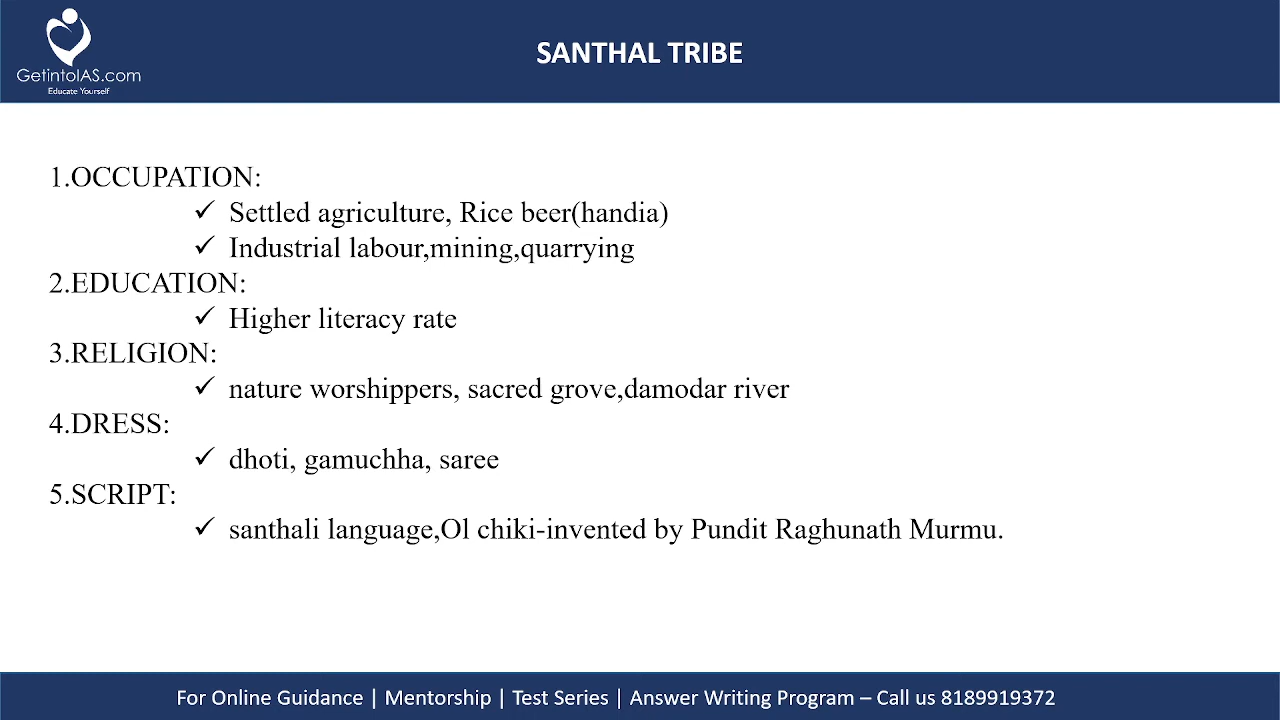 GetintoIAS.com
Educate Yourself
SANTHAL TRIBE
1.OCCUPATION:
✓ Settled agriculture, Rice beer(handia)
✓ Industrial labour,mining,quarrying
2.EDUCATION:
✓ Higher literacy rate
3.RELIGION:
✓ nature worshippers, sacred grove,damodar river
4.DRESS:
✓ dhoti, gamuchha, saree
5.SCRIPT:
✓ santhali language,Ol chiki-invented by Pundit Raghunath Murmu.
For Online Guidance | Mentorship | Test Series | Answer Writing Program – Call us 8189919372